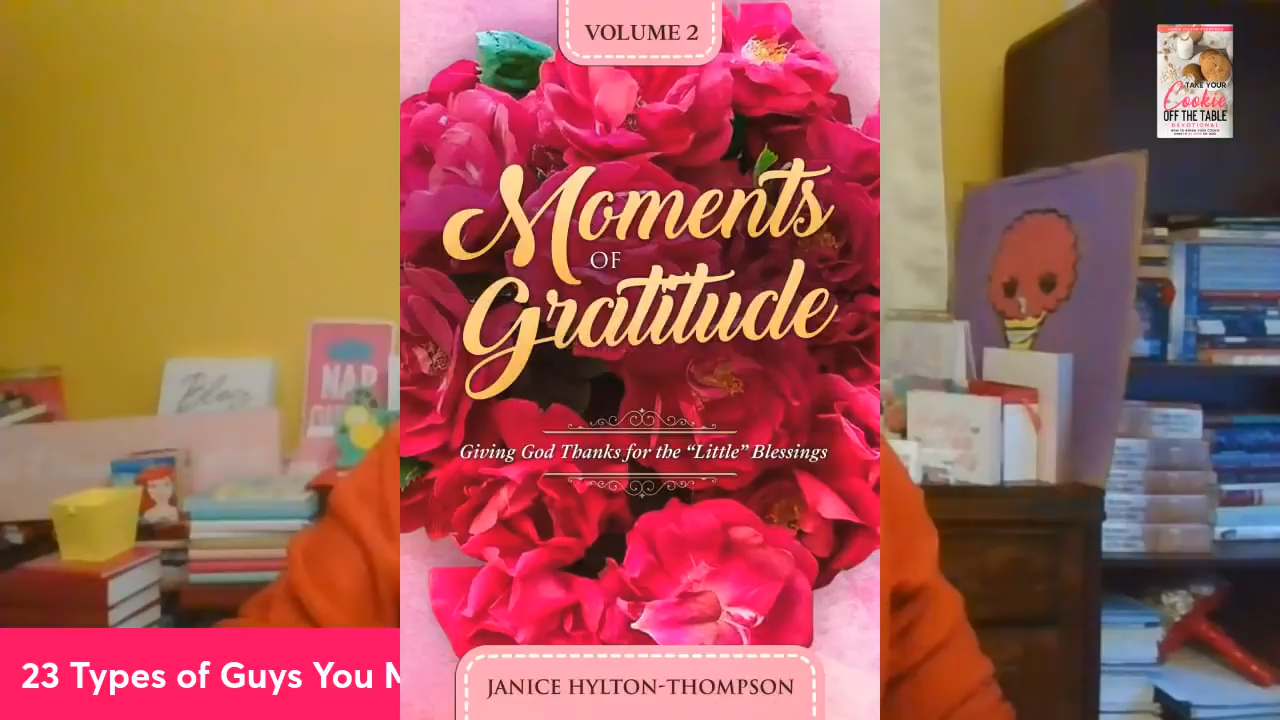 VOLUME 2
Moments
OF
Gratitude
Giving God Thanks for the “Little” Blessings
JANICE HYLTON-THOMPSON
23 Types of Guys You M
TAKE YOUR
Cookie
OFF THE TABLE
DEVOTIONAL
NAP